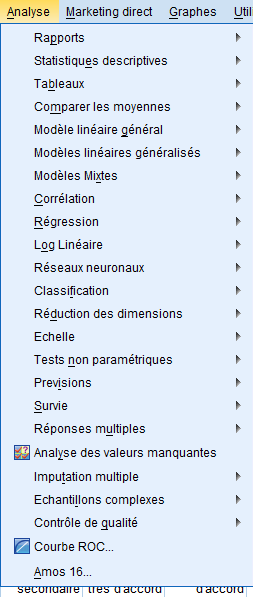 Analyse Marketing direct Graphes Util
Rapports
Statistiques descriptives
Tableaux
Comparer les moyennes
Modèle linéaire général
Modèles linéaires généralisés
Modèles Mixtes
Corrélation
Régression
Log Linéaire
Réseaux neuronaux
Classification
Réduction des dimensions
Echelle
Tests non paramétriques
Previsions
Survie
Réponses multiples
Analyse des valeurs manquantes
Imputation multiple
Echantillons complexes
Contrôle de qualité
Courbe ROC...
Amos 16...
secondaire très d'accord d'accord